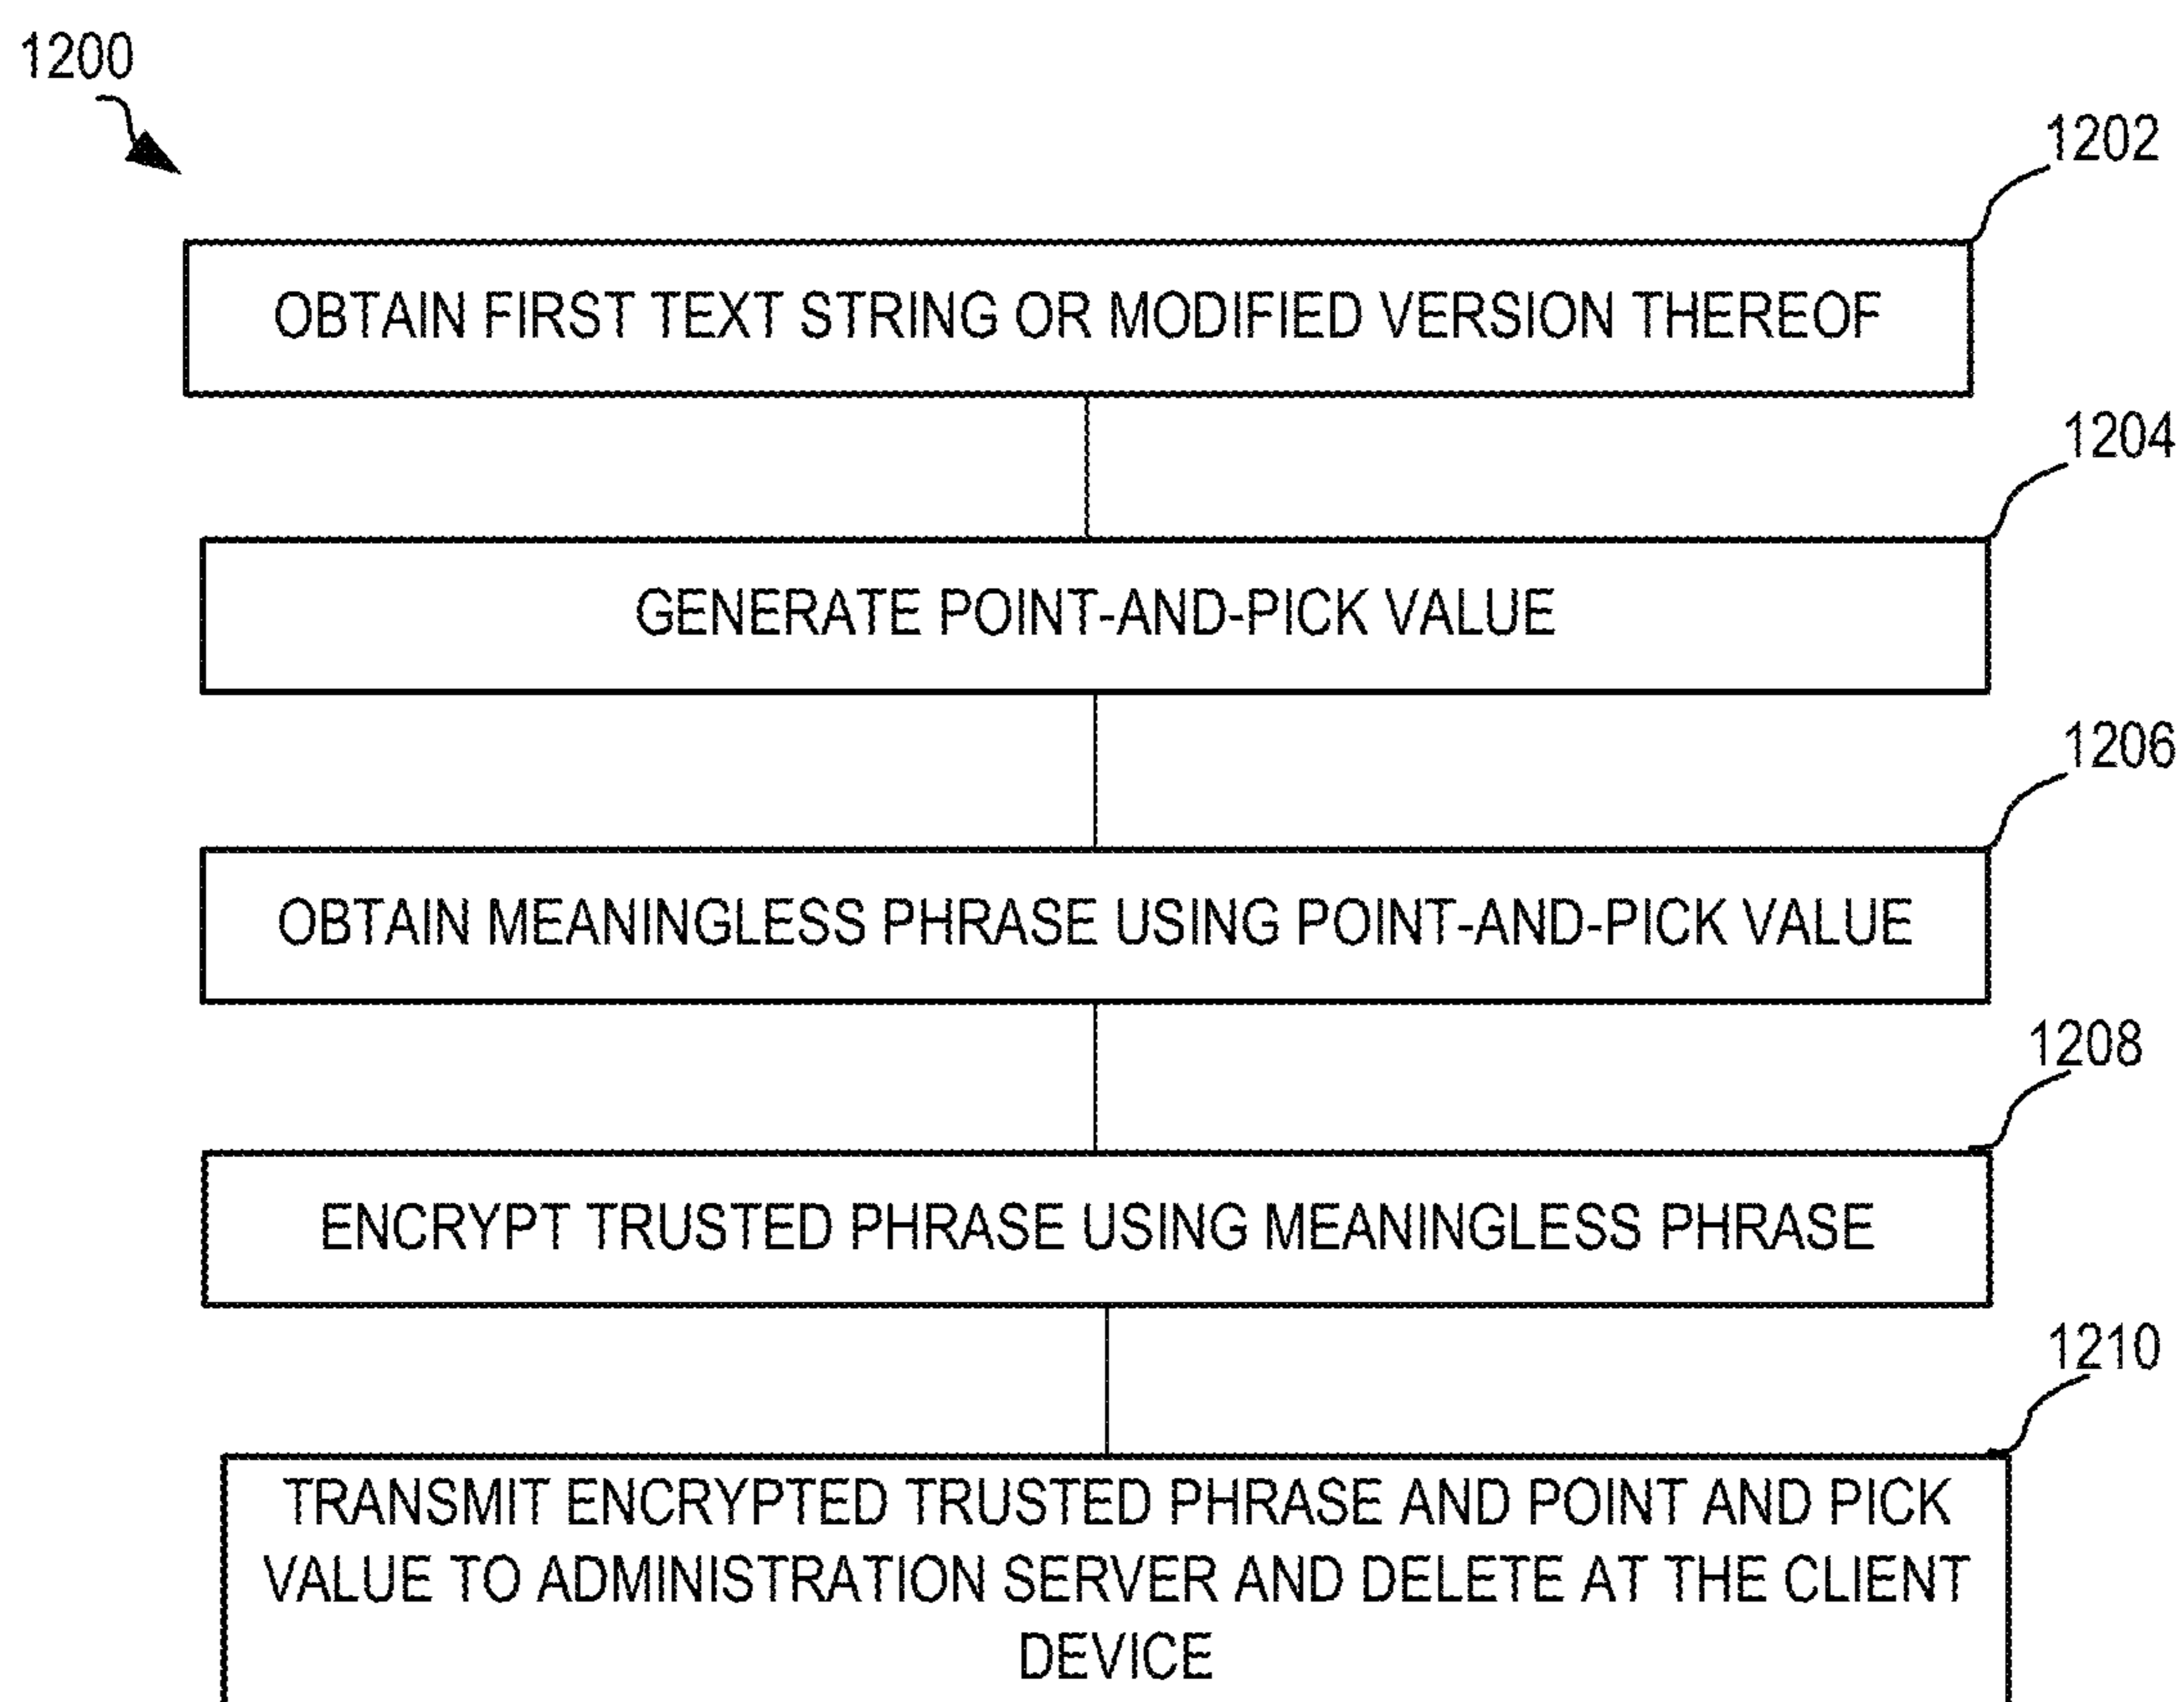 1200
1202
OBTAIN FIRST TEXT STRING OR MODIFIED VERSION THEREOF
1204
GENERATE POINT-AND-PICK VALUE
1206
OBTAIN MEANINGLESS PHRASE USING POINT-AND-PICK VALUE
1208
ENCRYPT TRUSTED PHRASE USING MEANINGLESS PHRASE
1210
TRANSMIT ENCRYPTED TRUSTED PHRASE AND POINT AND PICK
VALUE TO ADMINISTRATION SERVER AND DELETE AT THE CLIENT
DEVICE